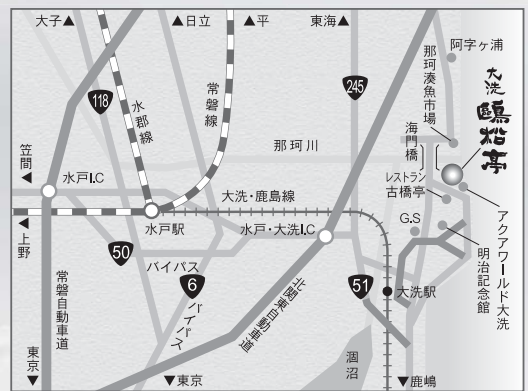 大子▲
▲日立
▲平
東海▲
阿字ヶ浦
那珂湊魚市場
大洗 鷗松亭
118
水郡線
常磐線
245
海門橋
那珂川
笠間▲
水戸I.C
レストラン
古橋亭
大洗・鹿島線
G.S
アクアワールド大洗
明治記念館
水戸駅
水戸・大洗I.C
▲上野
50
バイパス
6
バイパス
51
大洗駅
常磐自動車道
北関東自動車道
涸沼
東京▼
▼東京
▼鹿嶋